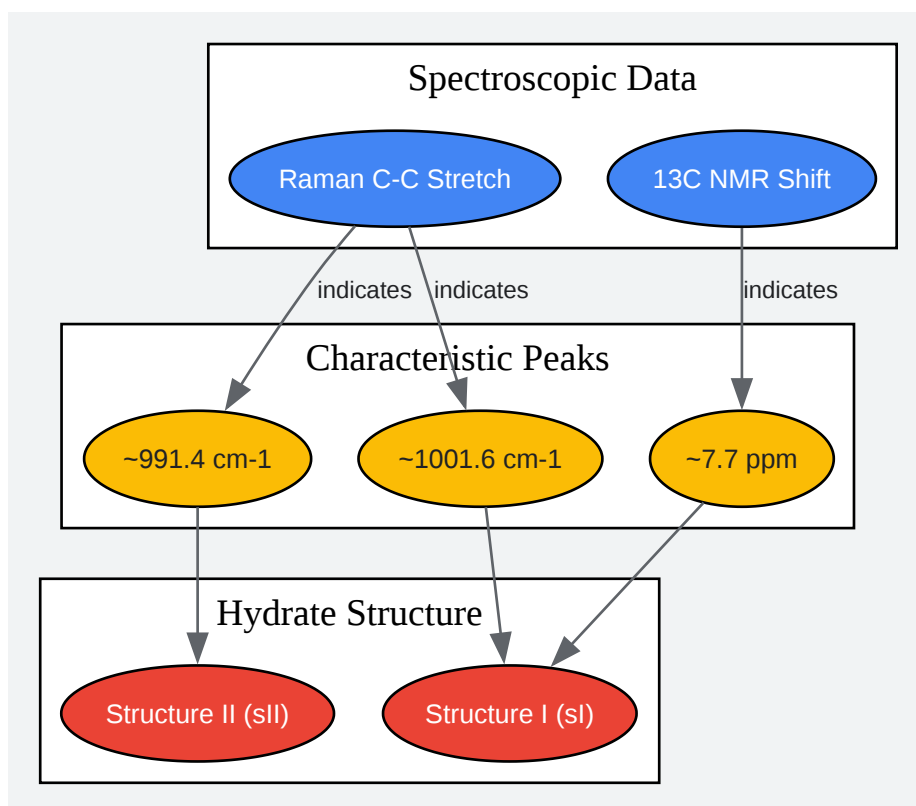 Spectroscopic Data
Raman C-C Stretch
13C NMR Shift
indicates
indicates
indicates
Characteristic Peaks
~991.4 cm-1
~1001.6 cm-1
~7.7 ppm
Hydrate Structure
Structure II (sII)
Structure I (sI)